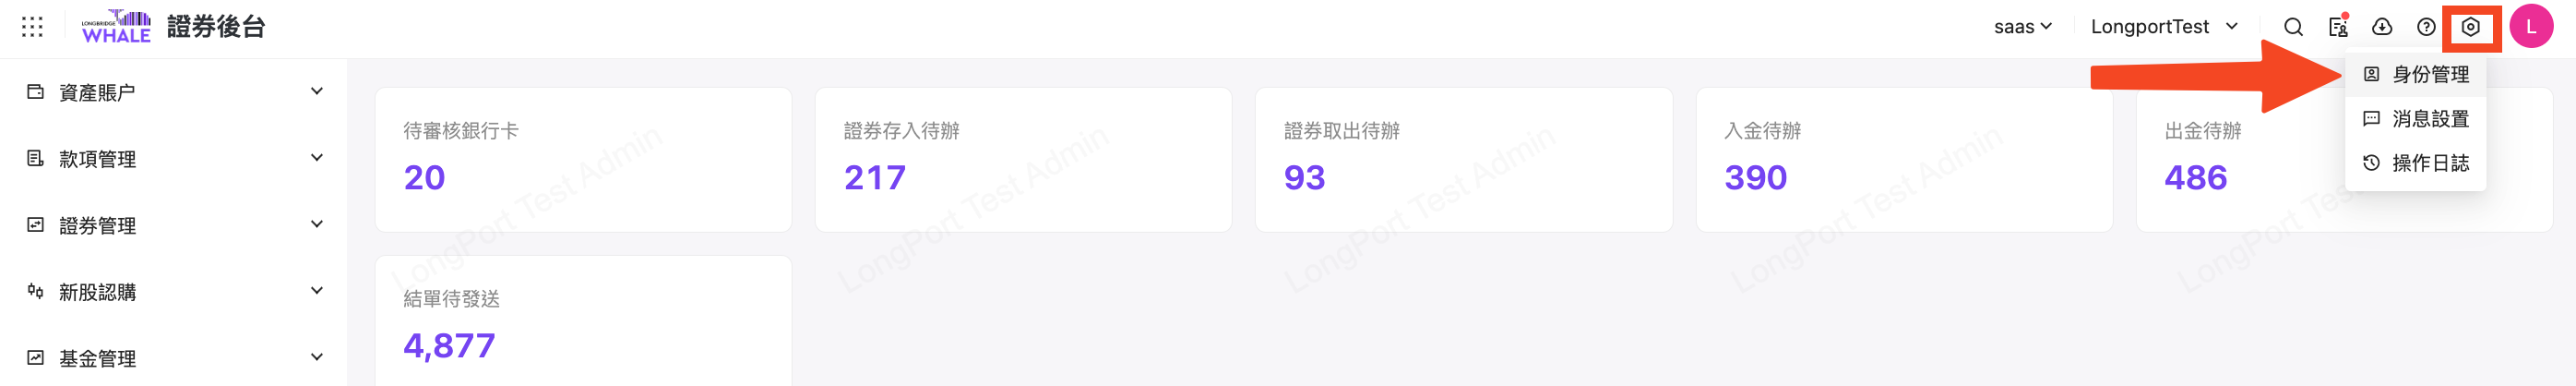 LONGBRIDGE
WHALE
證券後台
saas
LongportTest
L
資產賬户
款項管理
證券管理
新股認購
基金管理
待審核銀行卡
20
證券存入待辦
217
證券取出待辦
93
入金待辦
390
出金待辦
486
結單待發送
4,877
身份管理
消息設置
操作日誌
LongPort Test Admin
LongPort Test Admin
LongPort Test Admin
LongPort Test Admin
LongPort Test